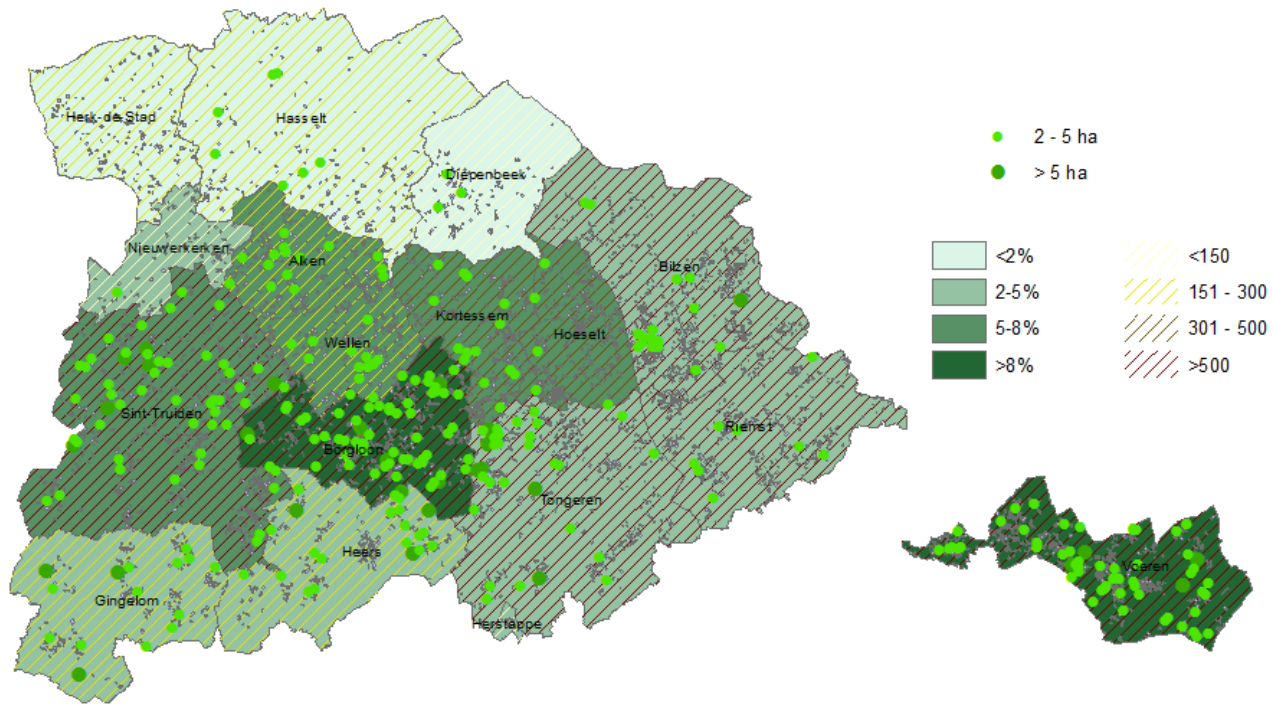 Herk-de-Stad
Hasselt
Diepenbeek
Nieuwerkerken
Alken
Bilzen
Kortessem
Hoeselt
Wellen
Sint-Truiden
Borgloon
Riemst
Tongeren
Heers
Gingelom
Herstappe
Voeren
2 - 5 ha
> 5 ha
<2%
2-5%
5-8%
>8%
<150
151 - 300
301 - 500
>500